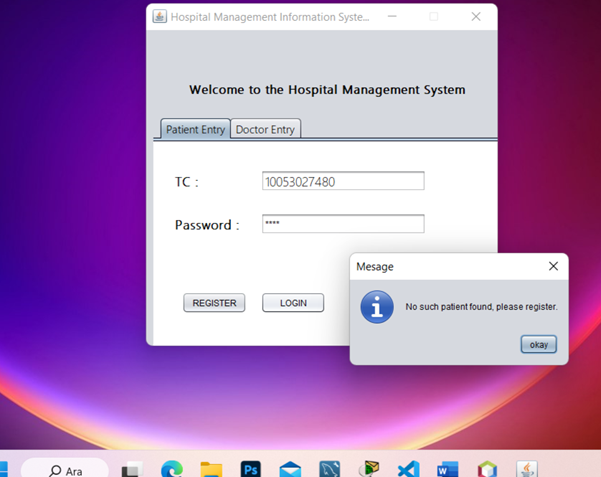 Hospital Management Information Syste...
Welcome to the Hospital Management System
Patient Entry Doctor Entry
TC : 10053027480
Password : ****
REGISTER LOGIN
Mesage
No such patient found, please register.
okay
Ara
Ps
W